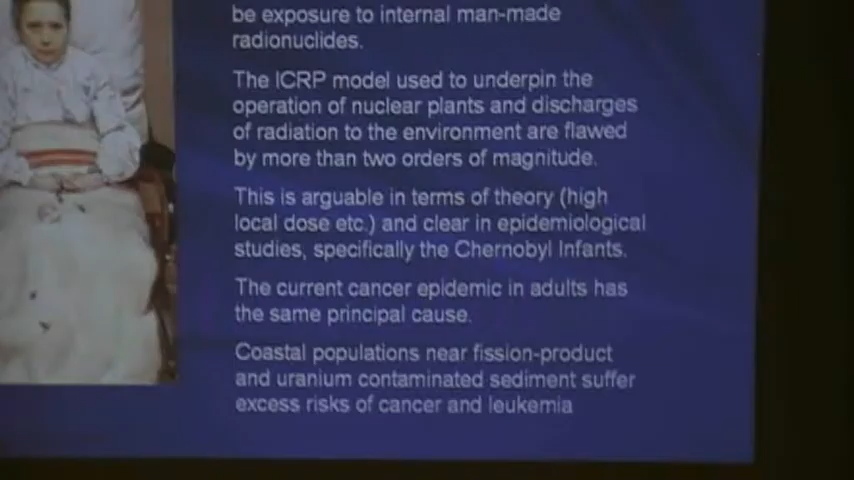 be exposure to internal man-made
radionuclides.
The ICRP model used to underpin the
operation of nuclear plants and discharges
of radiation to the environment are flawed
by more than two orders of magnitude.
This is arguable in terms of theory (high
local dose etc.) and clear in epidemiological
studies, specifically the Chernobyl Infants.
The current cancer epidemic in adults has
the same principal cause.
Coastal populations near fission-product
and uranium contaminated sediment suffer
excess risks of cancer and leukemia